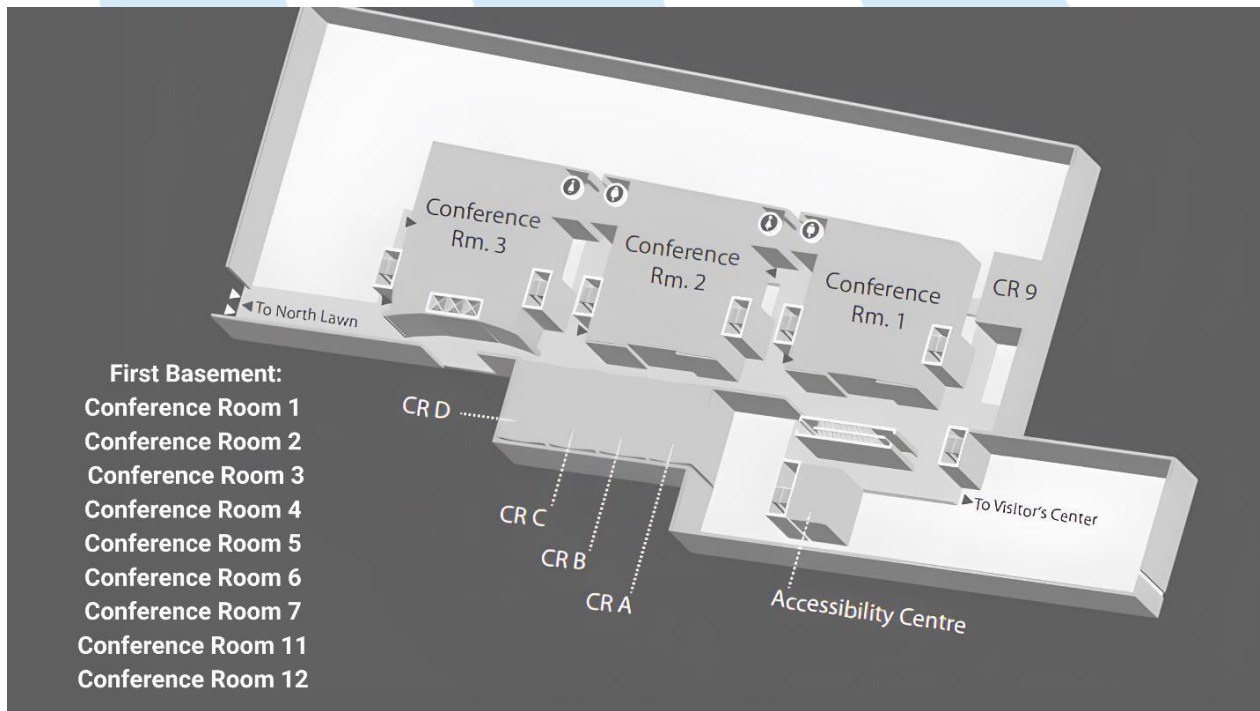 Conference
Rm. 3
Conference
Rm. 2
Conference
Rm. 1
CR 9
To North Lawn
First Basement:
Conference Room 1
Conference Room 2
Conference Room 3
Conference Room 4
Conference Room 5
Conference Room 6
Conference Room 7
Conference Room 11
Conference Room 12
CR D
CR C
CR B
CR A
To Visitor's Center
Accessibility Centre